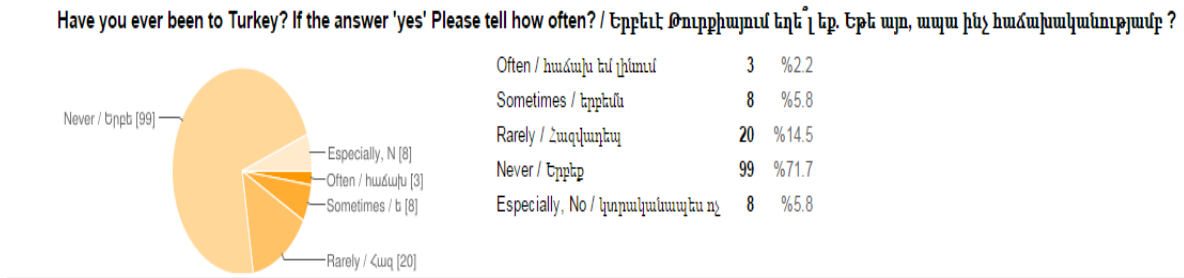 Have you ever been to Turkey? If the answer 'yes' Please tell how often? / Երբեւէ Թուրքիայում եղե՞լ եք. Եթե այո, ապա ինչ հաճախականությամբ ?
Never / Երբե [99]
Especially, N [8]
Often / հաճախ [3]
Sometimes / ե [8]
Rarely / Հազ [20]
Often / հաճախ եմ լինում 3 %2.2
Sometimes / երբեմն 8 %5.8
Rarely / Հազվադեպ 20 %14.5
Never / Երբեք 99 %71.7
Especially, No / կտրականապես ոչ 8 %5.8